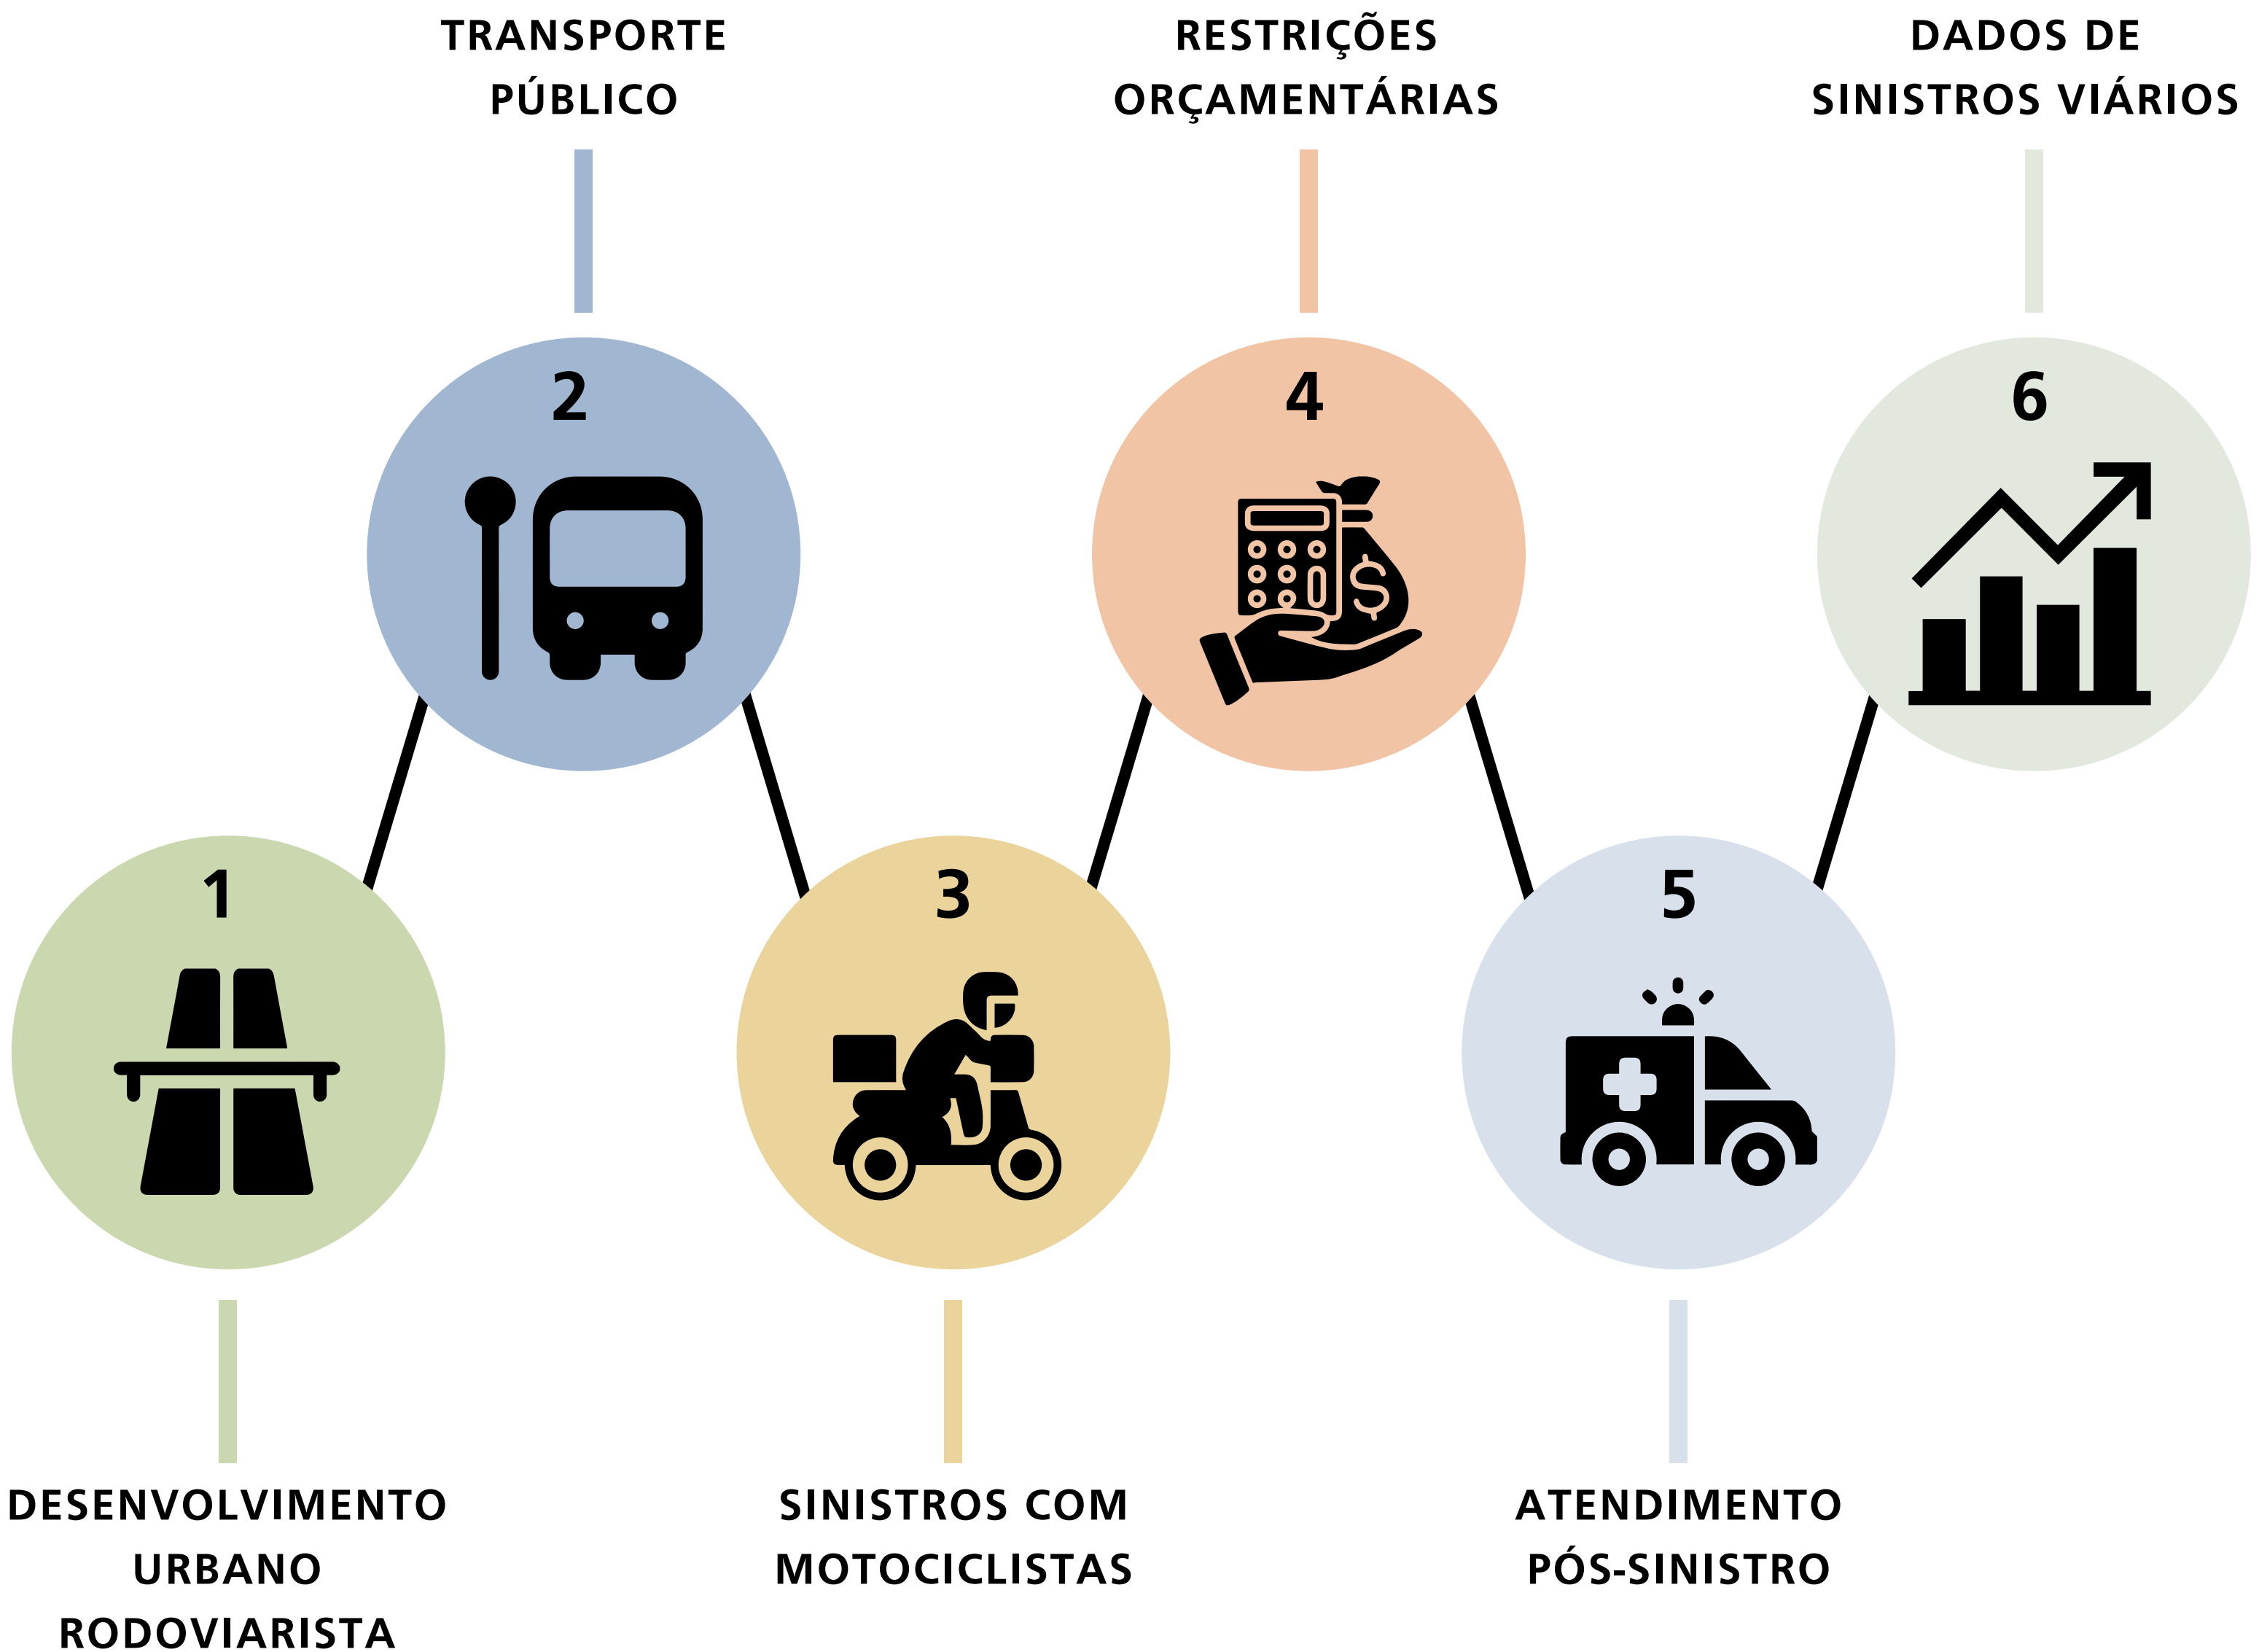 TRANSPORTE
PÚBLICO
RESTRIÇÕES
ORÇAMENTÁRIAS
DADOS DE
SINISTROS VIÁRIOS
2
4
6
1
3
5
DESENVOLVIMENTO
URBANO
RODOVIARISTA
SINISTROS COM
MOTOCICLISTAS
ATENDIMENTO
PÓS-SINISTRO